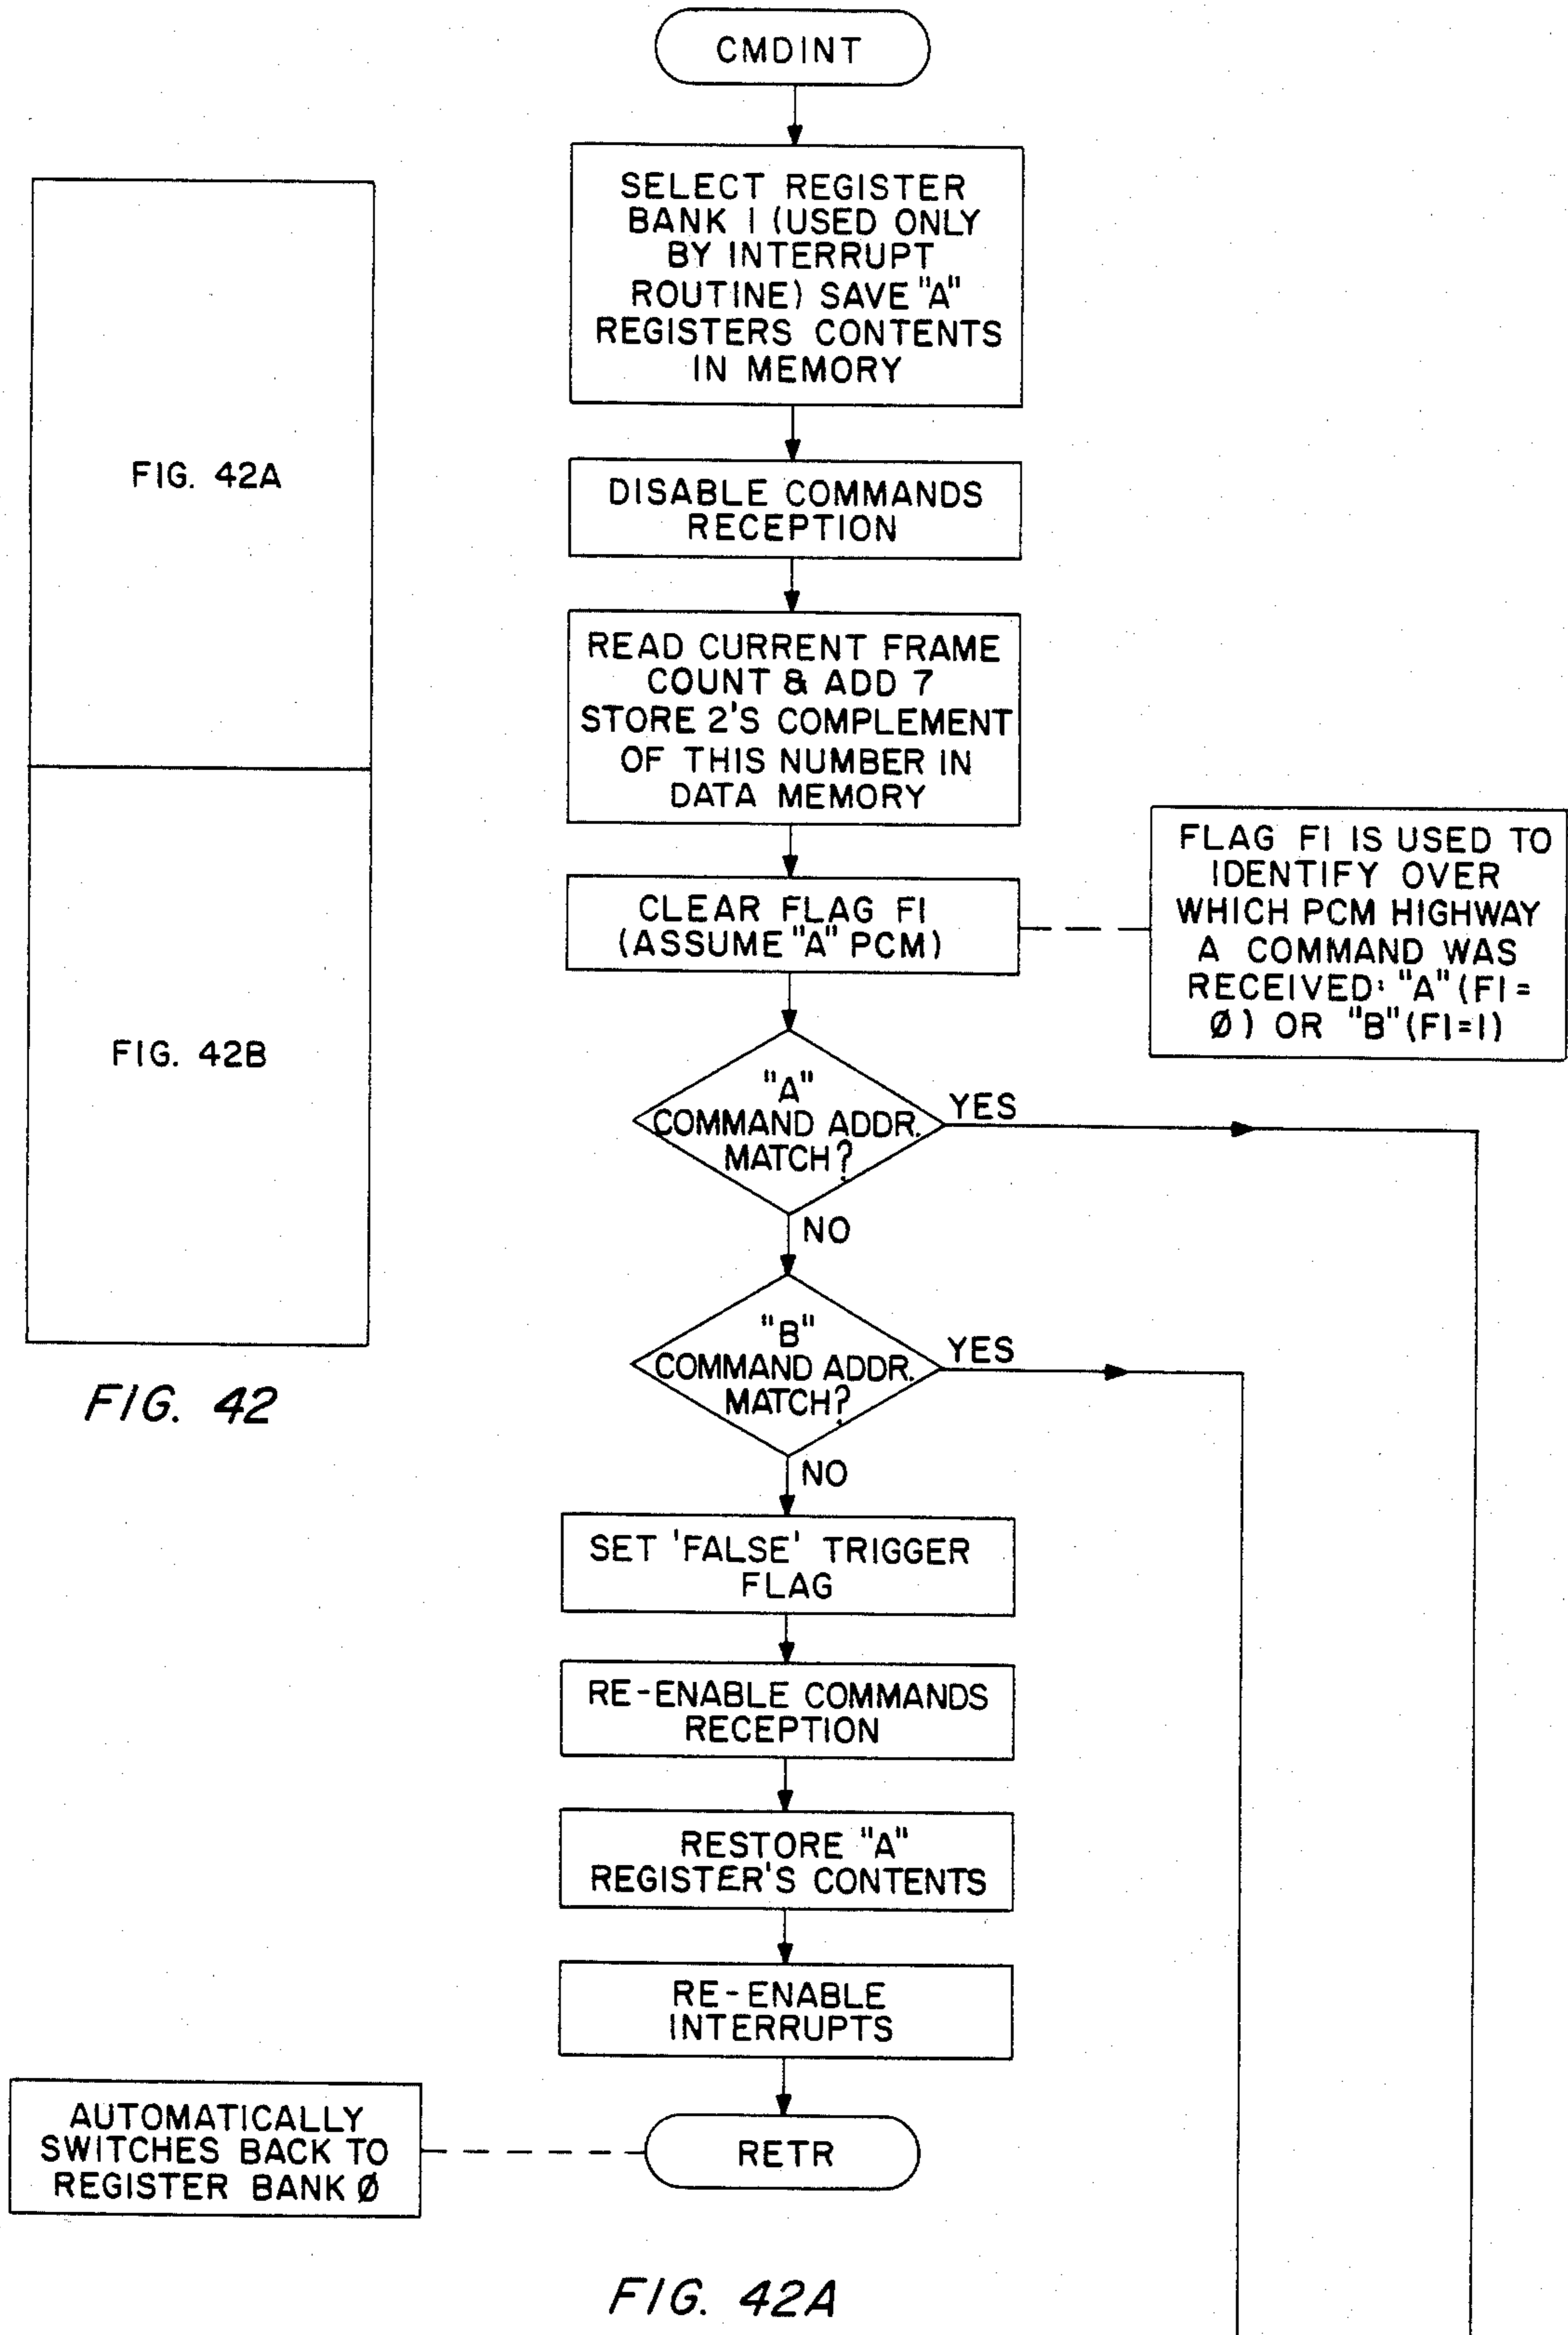 CMDINT
SELECT REGISTER
BANK 1 (USED ONLY
BY INTERRUPT
ROUTINE) SAVE "A"
REGISTERS CONTENTS
IN MEMORY
FIG. 42A
DISABLE COMMANDS
RECEPTION
READ CURRENT FRAME
COUNT & ADD 7
STORE 2'S COMPLEMENT
OF THIS NUMBER IN
DATA MEMORY
CLEAR FLAG F1
(ASSUME "A" PCM)
FLAG F1 IS USED TO
IDENTIFY OVER
WHICH PCM HIGHWAY
A COMMAND WAS
RECEIVED: "A" (F1=
Ø) OR "B" (F1=1)
FIG. 42B
"A"
COMMAND ADDR.
MATCH?
YES
NO
"B"
COMMAND ADDR.
MATCH?
YES
NO
FIG. 42
SET 'FALSE' TRIGGER
FLAG
RE-ENABLE COMMANDS
RECEPTION
RESTORE "A"
REGISTER'S CONTENTS
RE-ENABLE
INTERRUPTS
AUTOMATICALLY
SWITCHES BACK TO
REGISTER BANK Ø
RETR
FIG. 42A